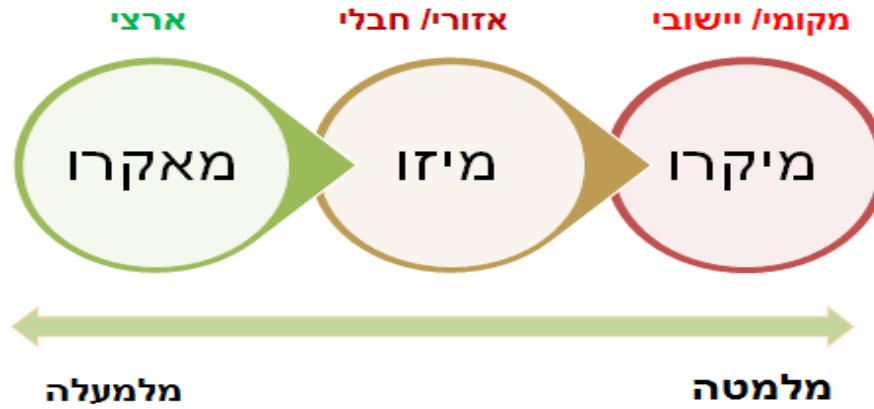 מקומי/ יישובי
אזורי/ חבלי
ארצי
מיקרו
מיזו
מאקרו
מלמטה
מלמעלה